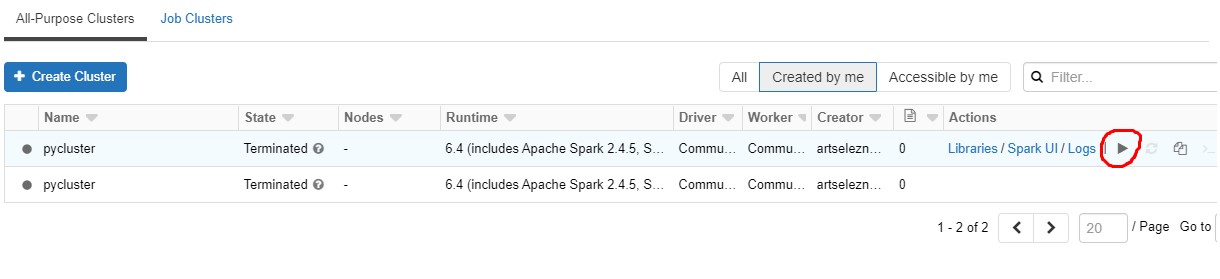 All-Purpose Clusters Job Clusters
+ Create Cluster All Created by me Accessible by me Filter...
Name State Nodes Runtime Driver Worker Creator Actions
pycluster Terminated ? - 6.4 (includes Apache Spark 2.4.5, S... Commu... Commu... artselezn... 0 Libraries / Spark UI / Logs
pycluster Terminated ? - 6.4 (includes Apache Spark 2.4.5, S... Commu... Commu... artselezn... 0
1 - 2 of 2 20 / Page Go to